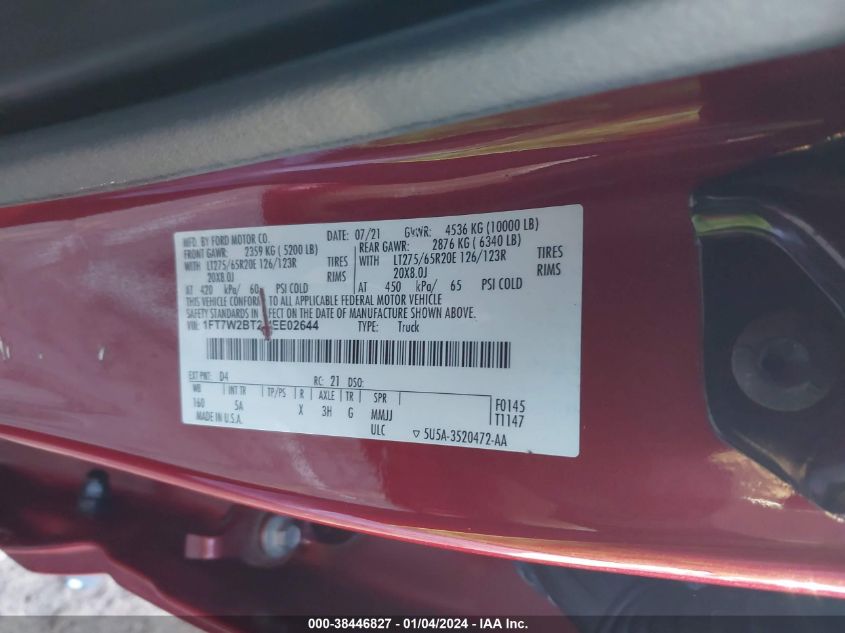 MFD. BY FORD MOTOR CO.
DATE: 07/21 GVWR: 4536 KG (10000 LB)
FRONT GAWR: 2359 KG (5200 LB) REAR GAWR: 2876 KG (6340 LB)
WITH LT275/65R20E 126/123R TIRES WITH LT275/65R20E 126/123R TIRES
20X8.0J RIMS 20X8.0J RIMS
AT 420 kPa/ 60 PSI COLD AT 450 kPa/ 65 PSI COLD
THIS VEHICLE CONFORMS TO ALL APPLICABLE FEDERAL MOTOR VEHICLE
SAFETY STANDARDS IN EFFECT ON THE DATE OF MANUFACTURE SHOWN ABOVE.
VIN: TYPE: Truck
EXT PNT: D4 RC: 21 DSO:
WB INT TR TP/PS R AXLE TR SPR F0145
160 5A X 3H G MMJJ T1147
MADE IN U.S.A. ULC ▽ 5U5A-3520472-AA
000-38446827 - 01/04/2024 - IAA Inc.